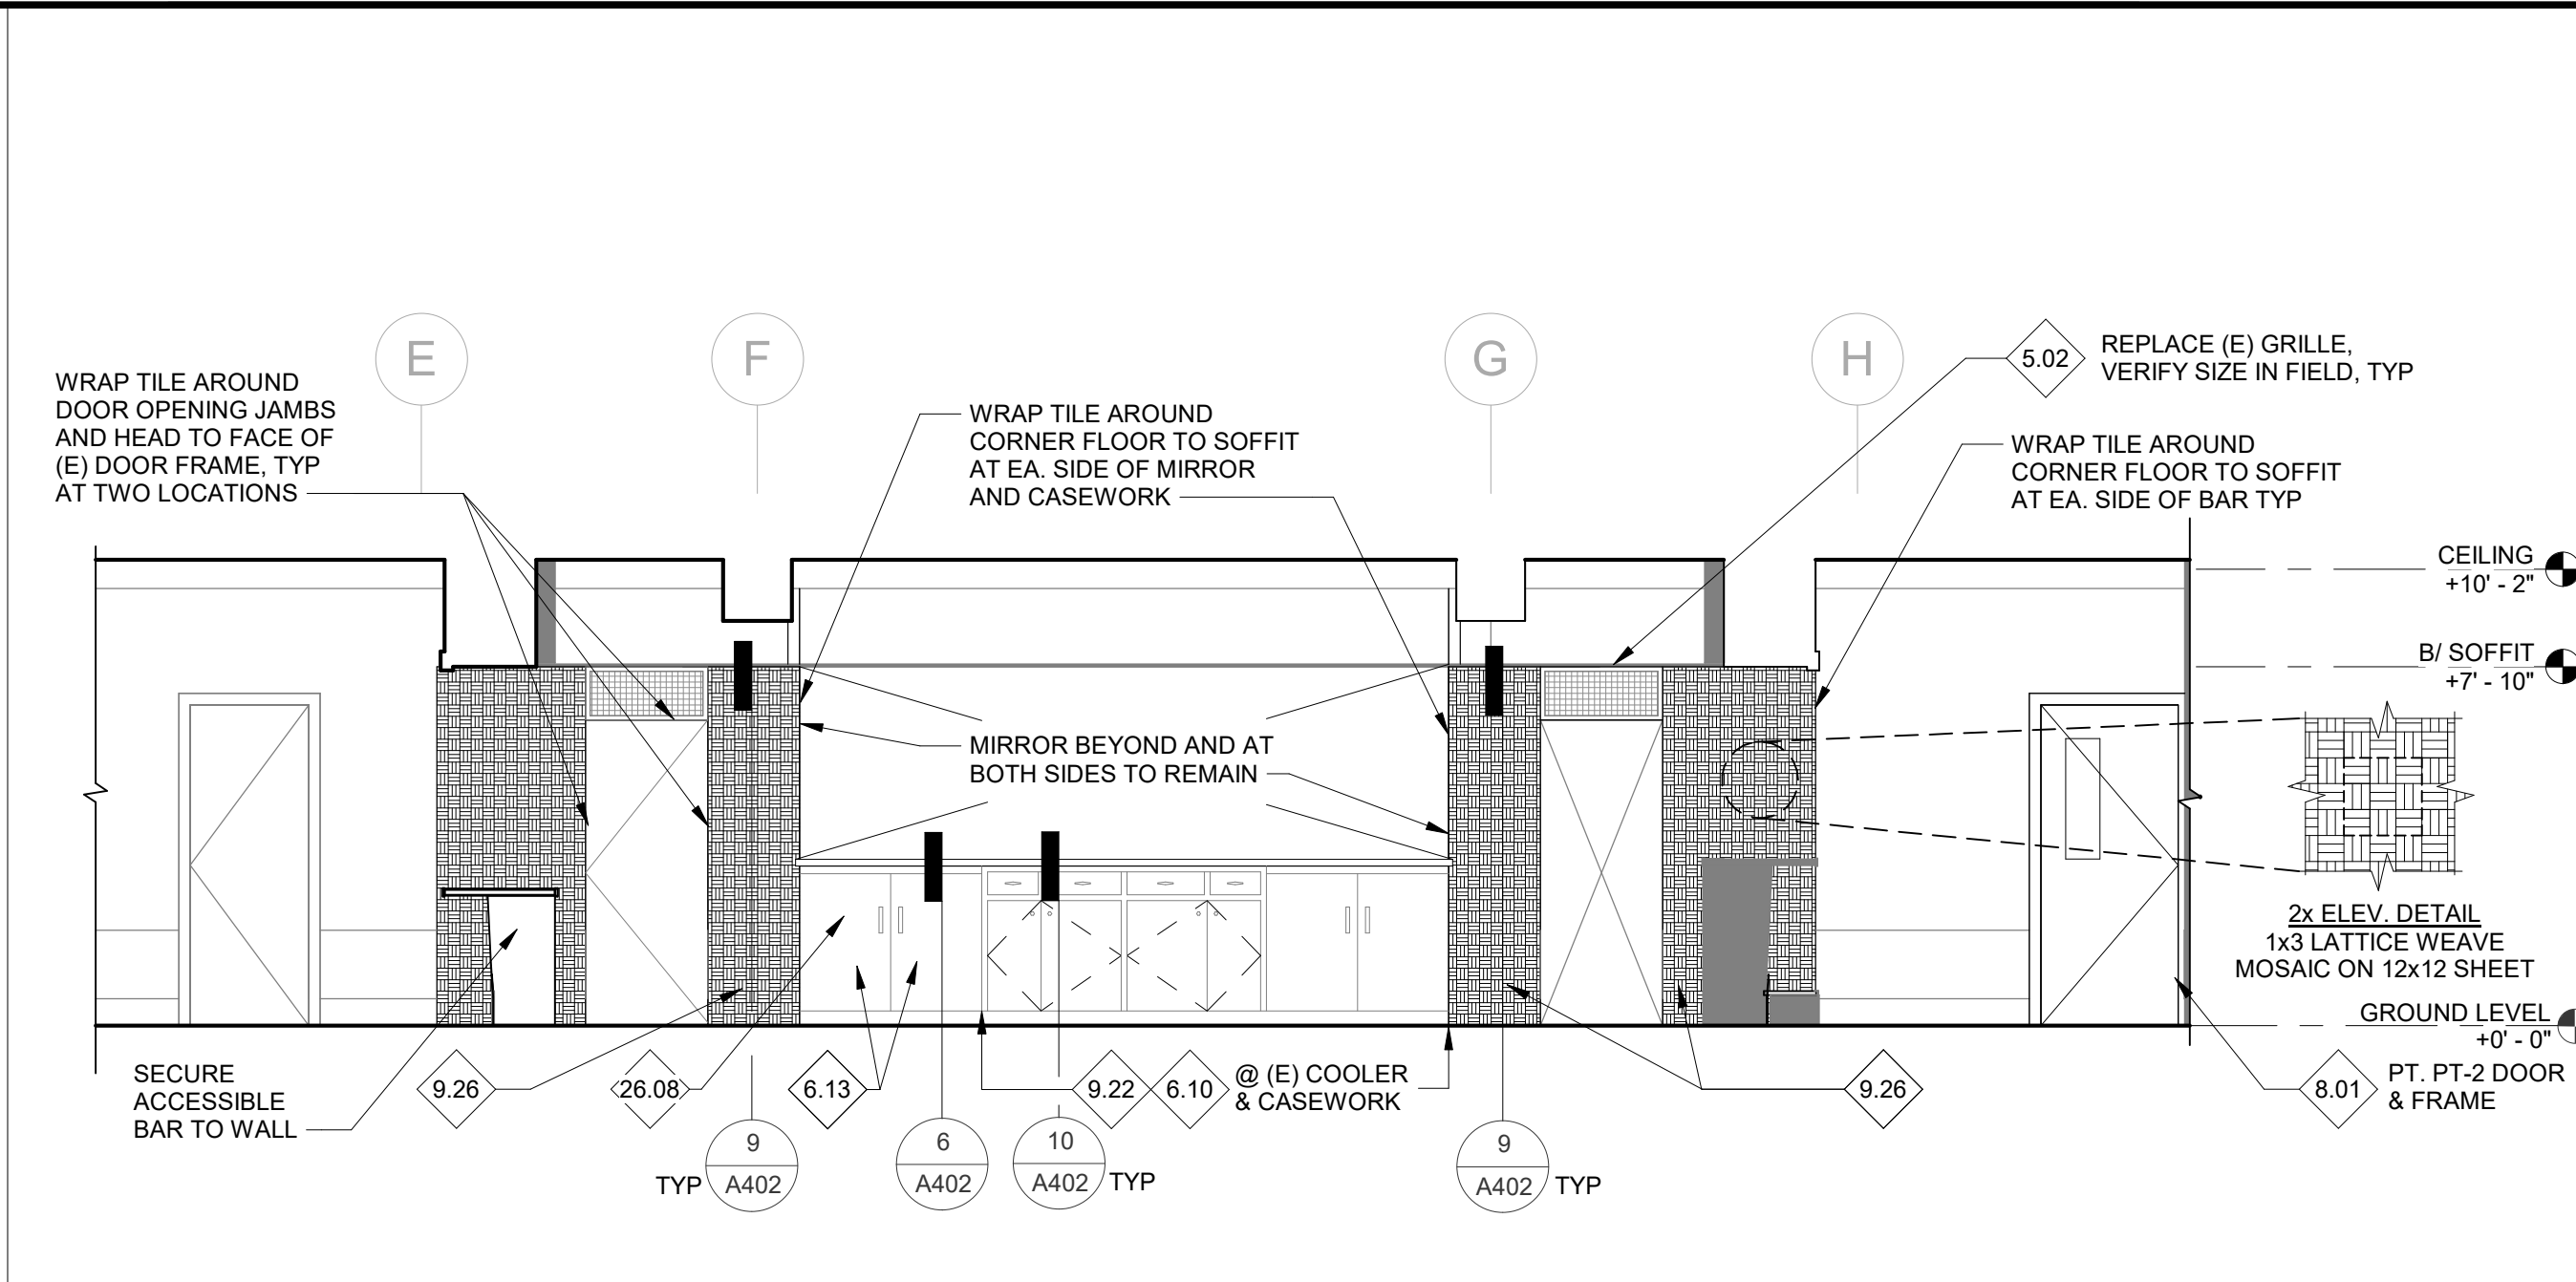 E
F
G
H
WRAP TILE AROUND
DOOR OPENING JAMBS
AND HEAD TO FACE OF
(E) DOOR FRAME, TYP
AT TWO LOCATIONS
WRAP TILE AROUND
CORNER FLOOR TO SOFFIT
AT EA. SIDE OF MIRROR
AND CASEWORK
5.02
REPLACE (E) GRILLE,
VERIFY SIZE IN FIELD, TYP
WRAP TILE AROUND
CORNER FLOOR TO SOFFIT
AT EA. SIDE OF BAR TYP
CEILING
+10' - 2"
B/ SOFFIT
+7' - 10"
MIRROR BEYOND AND AT
BOTH SIDES TO REMAIN
2x ELEV. DETAIL
1x3 LATTICE WEAVE
MOSAIC ON 12x12 SHEET
GROUND LEVEL
+0' - 0"
SECURE
ACCESSIBLE
BAR TO WALL
9.26
26.08
6.13
9.22
6.10
@ (E) COOLER
& CASEWORK
9.26
8.01
PT. PT-2 DOOR
& FRAME
TYP
9
A402
6
A402
10
A402
TYP
9
A402
TYP